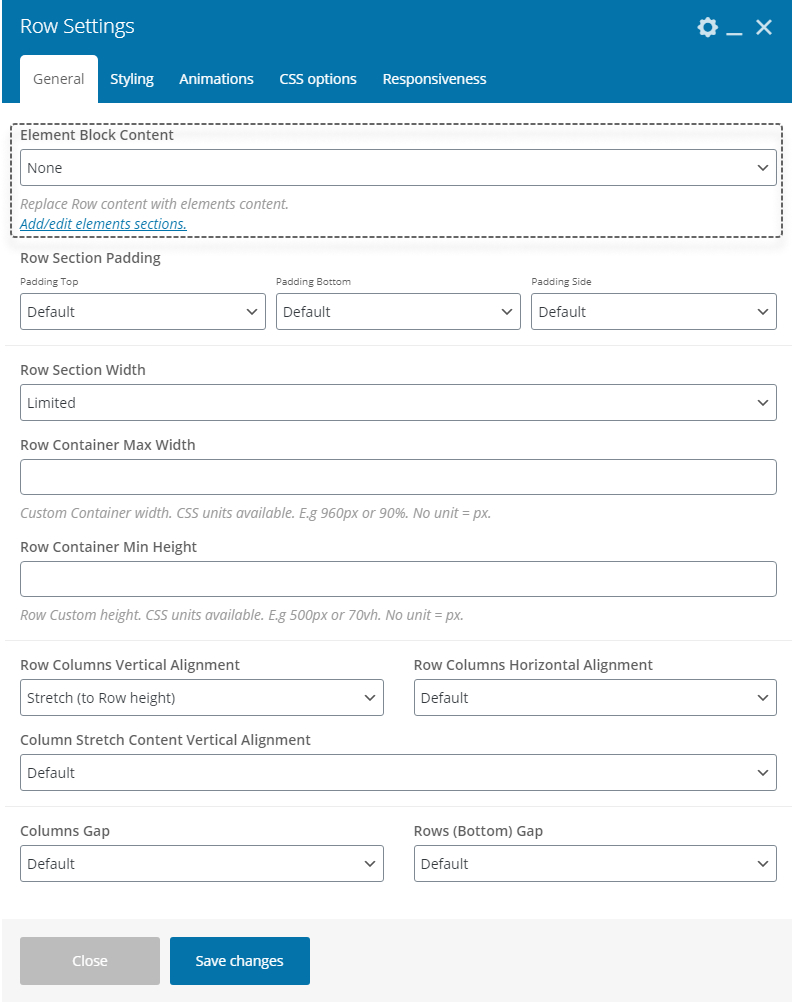 Row Settings
General Styling Animations CSS options Responsiveness
Element Block Content
None
Replace Row content with elements content.
Add/edit elements sections.
Row Section Padding
Padding Top Padding Bottom Padding Side
Default Default Default
Row Section Width
Limited
Row Container Max Width
Custom Container width. CSS units available. E.g 960px or 90%. No unit = px.
Row Container Min Height
Row Custom height. CSS units available. E.g 500px or 70vh. No unit = px.
Row Columns Vertical Alignment Row Columns Horizontal Alignment
Stretch (to Row height) Default
Column Stretch Content Vertical Alignment
Default
Columns Gap Rows (Bottom) Gap
Default Default
Close Save changes